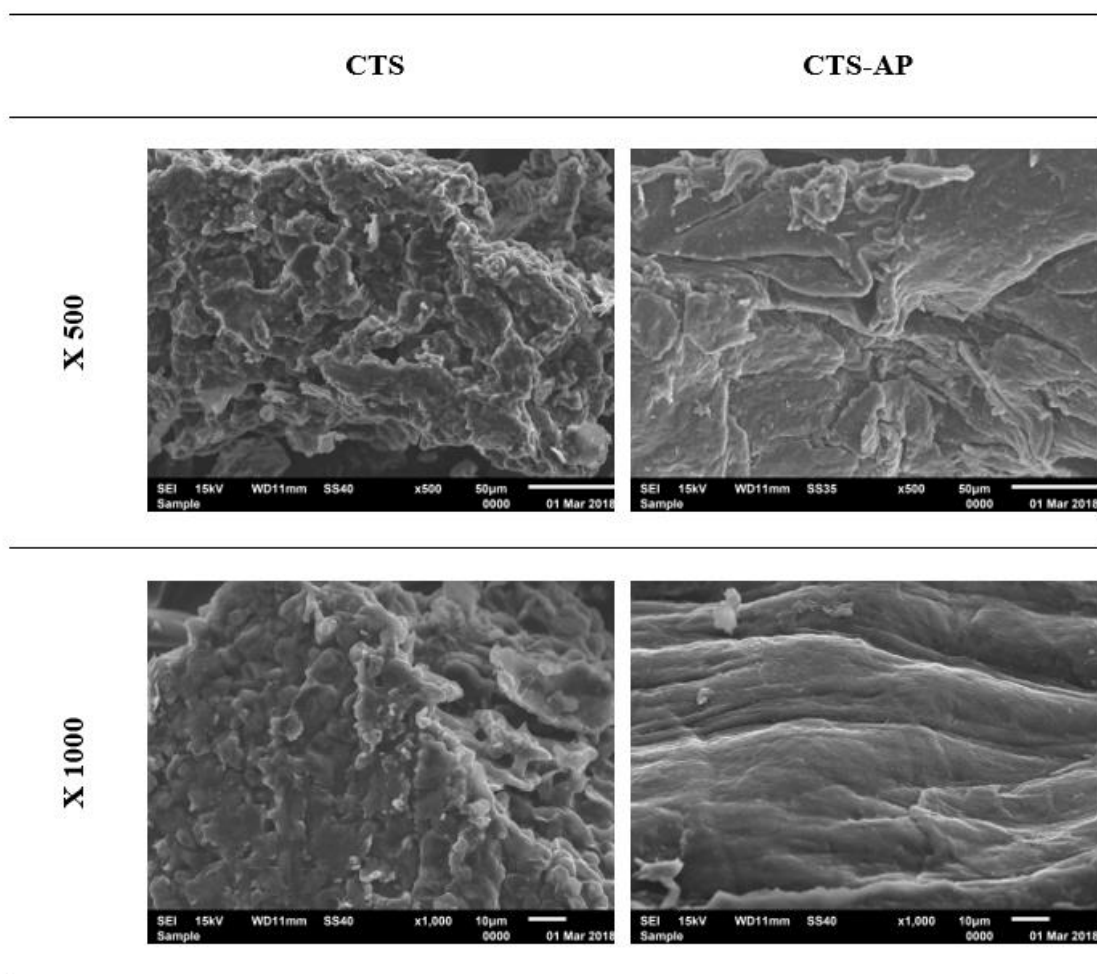 CTS CTS-AP
X 500
SEI 15kV WD11mm SS40 x500 50µm
Sample 0000 01 Mar 2018
SEI 15kV WD11mm SS35 x500 50µm
Sample 0000 01 Mar 2018
X 1000
SEI 15kV WD11mm SS40 x1,000 10µm
Sample 0000 01 Mar 2018
SEI 15kV WD11mm SS40 x1,000 10µm
Sample 0000 01 Mar 2018